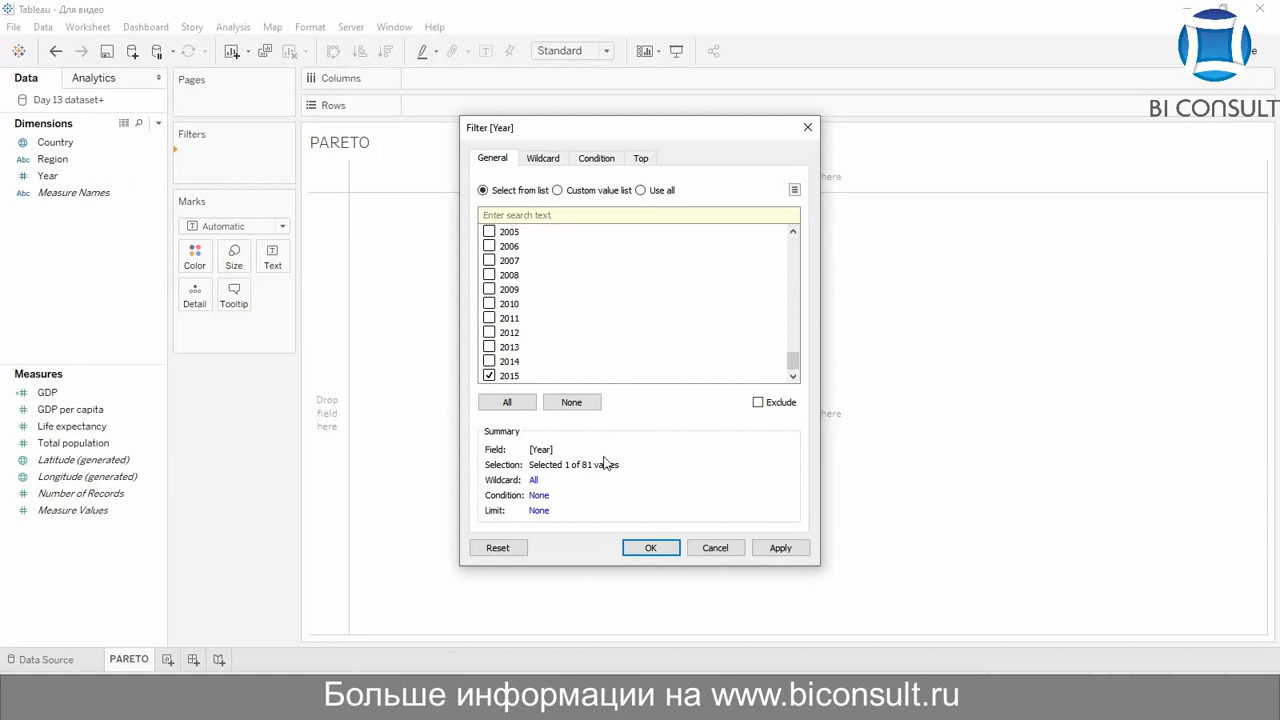 Tableau - Для видео
File Data Worksheet Dashboard Story Analysis Map Format Server Window Help
Standard
BI CONSULT
Data Analytics
Day 13 dataset+
Dimensions
Country
Abc Region
Year
Abc Measure Names
Measures
GDP
GDP per capita
Life expectancy
Total population
Latitude (generated)
Longitude (generated)
Number of Records
Measure Values
Pages
Filters
Marks
Automatic
Color Size Text
Detail Tooltip
Columns
Rows
PARETO
here
Drop
field
here
here
Filter [Year]
General Wildcard Condition Top
Select from list Custom value list Use all
Enter search text
2005
2006
2007
2008
2009
2010
2011
2012
2013
2014
2015
All None Exclude
Summary
Field: [Year]
Selection: Selected 1 of 81 values
Wildcard: All
Condition: None
Limit: None
Reset OK Cancel Apply
Data Source PARETO
Больше информации на www.biconsult.ru